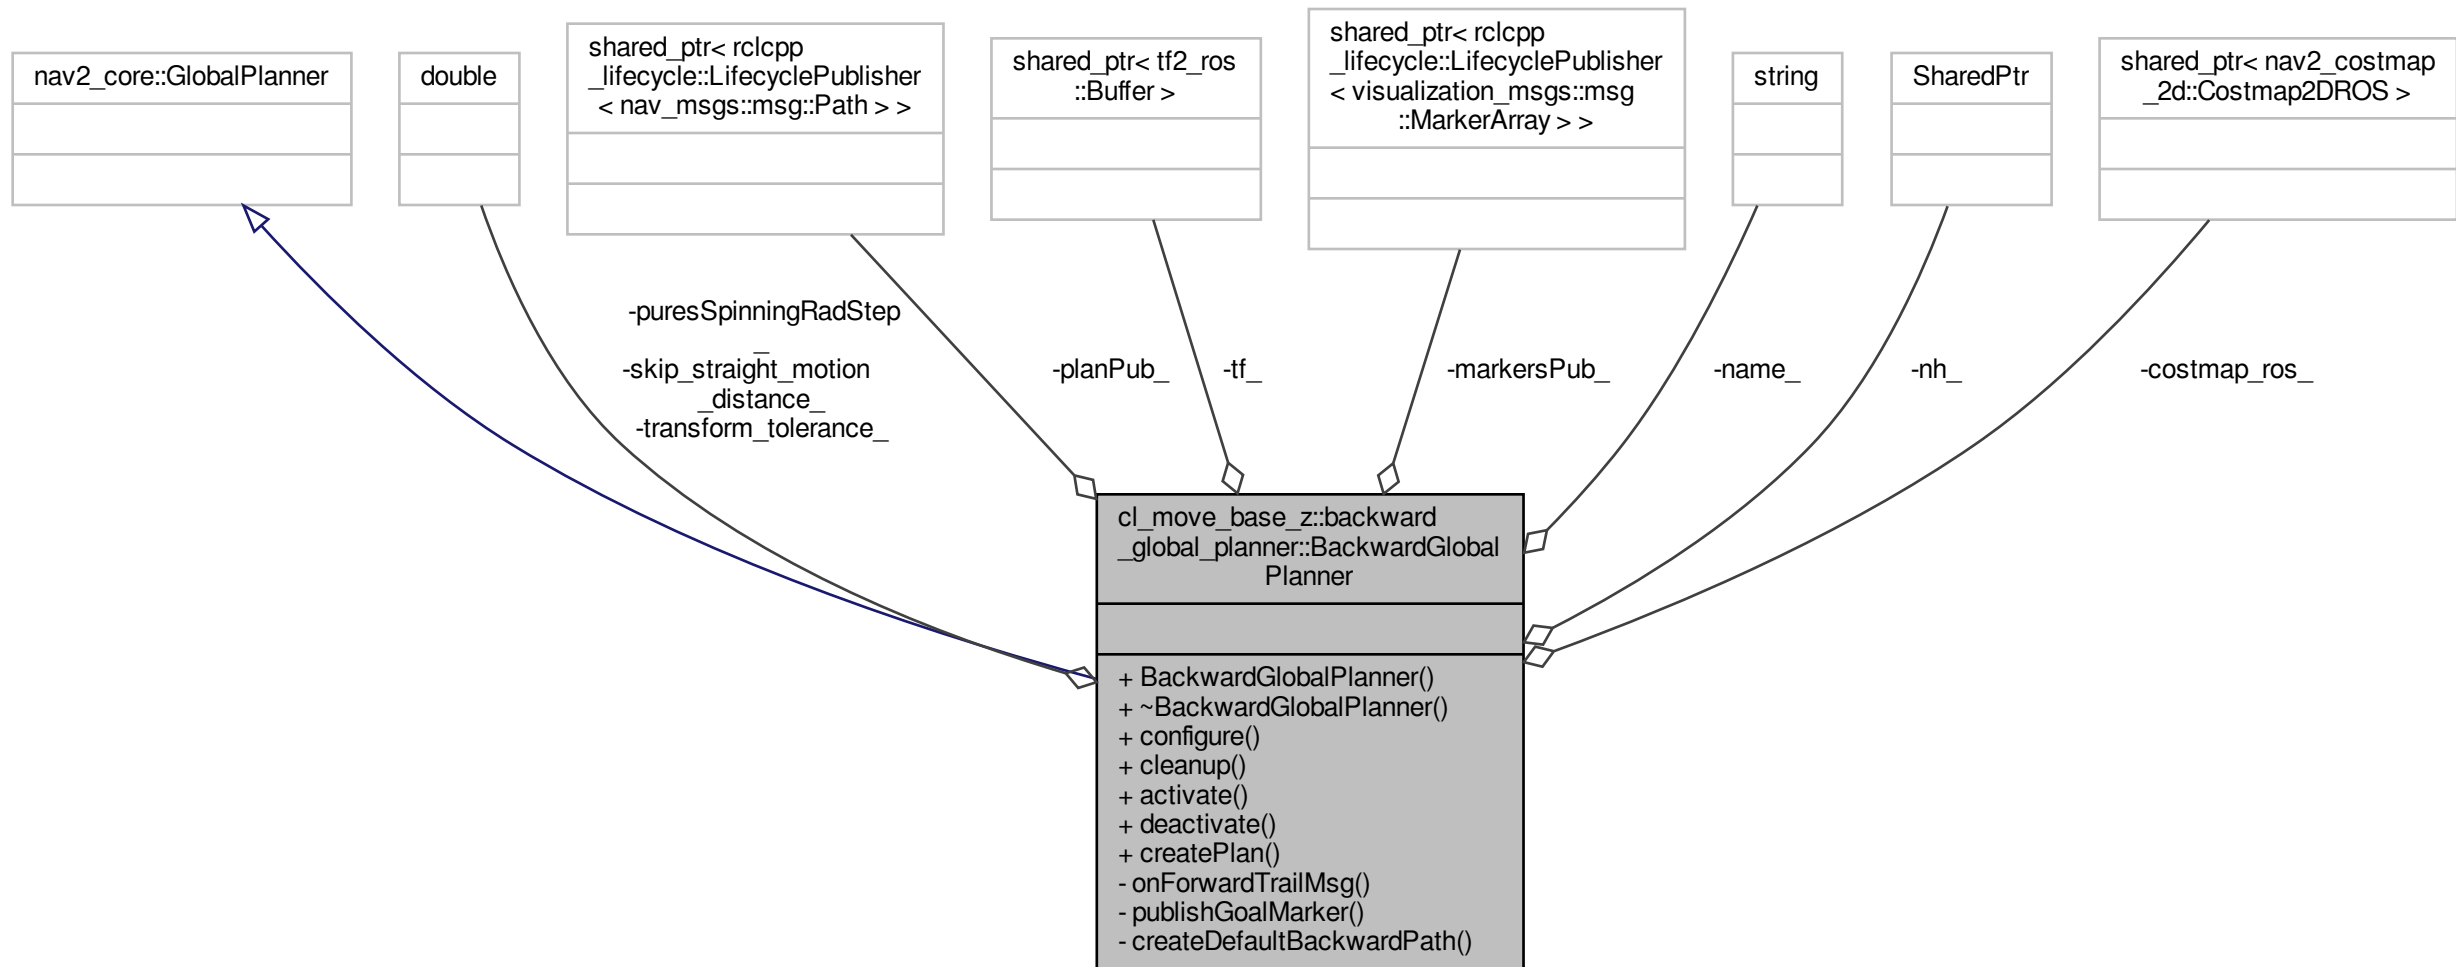 nav2_core::GlobalPlanner
double
shared_ptr< rclcpp
_lifecycle::LifecyclePublisher
< nav_msgs::msg::Path > >
shared_ptr< tf2_ros
::Buffer >
shared_ptr< rclcpp
_lifecycle::LifecyclePublisher
< visualization_msgs::msg
::MarkerArray > >
string
SharedPtr
shared_ptr< nav2_costmap
_2d::Costmap2DROS >
-puresSpinningRadStep
_
-skip_straight_motion
_distance_
-transform_tolerance_
-planPub_
-tf_
-markersPub_
-name_
-nh_
-costmap_ros_
cl_move_base_z::backward
_global_planner::BackwardGlobal
Planner
+ BackwardGlobalPlanner()
+ ~BackwardGlobalPlanner()
+ configure()
+ cleanup()
+ activate()
+ deactivate()
+ createPlan()
- onForwardTrailMsg()
- publishGoalMarker()
- createDefaultBackwardPath()